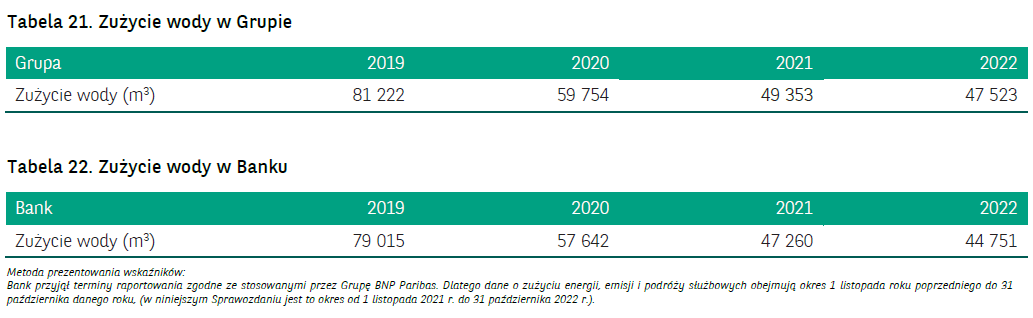 Tabela 21. Zużycie wody w Grupie
Grupa 2019 2020 2021 2022
Zużycie wody (m³) 81 222 59 754 49 353 47 523
Tabela 22. Zużycie wody w Banku
Bank 2019 2020 2021 2022
Zużycie wody (m³) 79 015 57 642 47 260 44 751
Metoda prezentowania wskaźników:
Bank przyjął terminy raportowania zgodne ze stosowanymi przez Grupę BNP Paribas. Dlatego dane o zużyciu energii, emisji i podróży służbowych obejmują okres 1 listopada roku poprzedniego do 31
października danego roku, (w niniejszym Sprawozdaniu jest to okres od 1 listopada 2021 r. do 31 października 2022 r.).